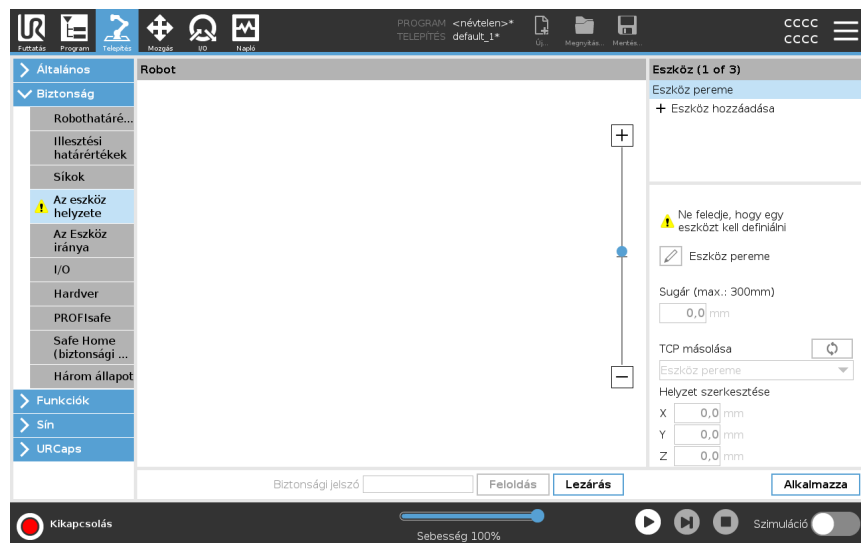 PROGRAM <névtelen>*
TELEPÍTÉS default_1*
cccc
cccc
Futtatás Program Telepítés Mozgás I/O Napló Új... Megnyitás... Mentés...
Általános
Biztonság
Robothatáré...
Illesztési
határértékek
Síkok
Az eszköz
helyzete
Az Eszköz
iránya
I/O
Hardver
PROFIsafe
Safe Home
(biztonsági ...
Három állapot
Funkciók
Sín
URCaps
Robot
Eszköz (1 of 3)
Eszköz pereme
+ Eszköz hozzáadása
Ne feledje, hogy egy
eszközt kell definiálni
Eszköz pereme
Sugár (max.: 300mm)
0,0 mm
TCP másolása
Eszköz pereme
Helyzet szerkesztése
X 0,0 mm
Y 0,0 mm
Z 0,0 mm
Biztonsági jelszó Feloldás Lezárás Alkalmazza
Kikapcsolás
Sebesség 100%
Szimuláció